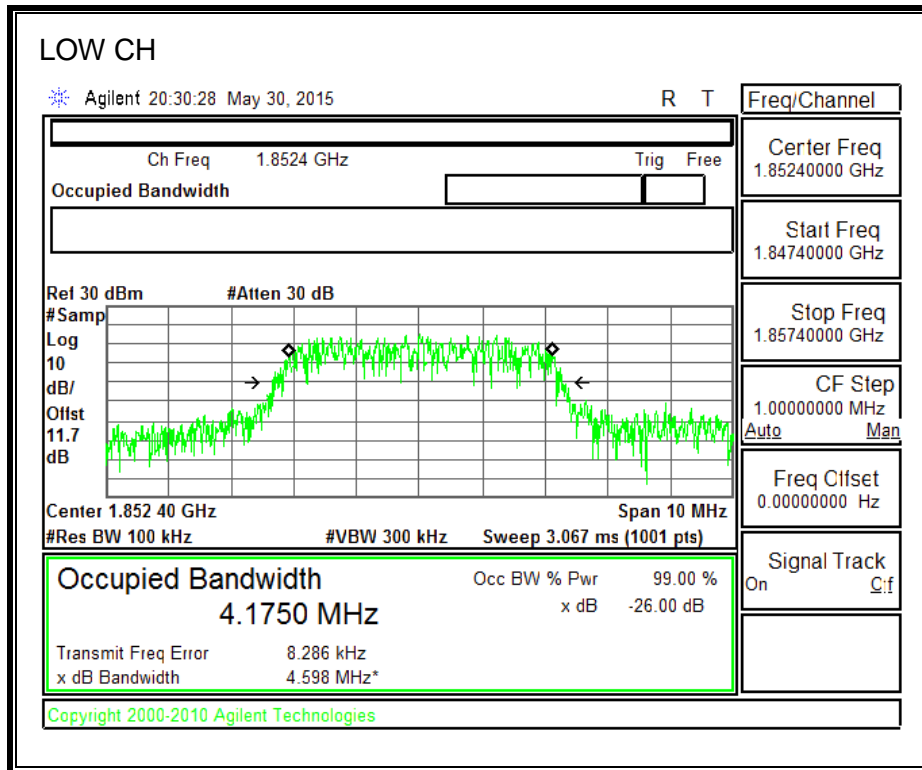 LOW CH
Agilent 20:30:28 May 30, 2015 R T
Freq/Channel
Ch Freq 1.8524 GHz Trig Free
Occupied Bandwidth
Center Freq
1.85240000 GHz
Start Freq
1.84740000 GHz
Stop Freq
1.85740000 GHz
CF Step
1.00000000 MHz
Auto Man
Freq Offset
0.00000000 Hz
Signal Track
On Off
Ref 30 dBm #Atten 30 dB
#Samp
Log
10
dB/
Offst
11.7
dB
Center 1.852 40 GHz Span 10 MHz
#Res BW 100 kHz #VBW 300 kHz Sweep 3.067 ms (1001 pts)
Occupied Bandwidth Occ BW % Pwr 99.00 %
4.1750 MHz x dB -26.00 dB
Transmit Freq Error 8.286 kHz
x dB Bandwidth 4.598 MHz*
Copyright 2000-2010 Agilent Technologies